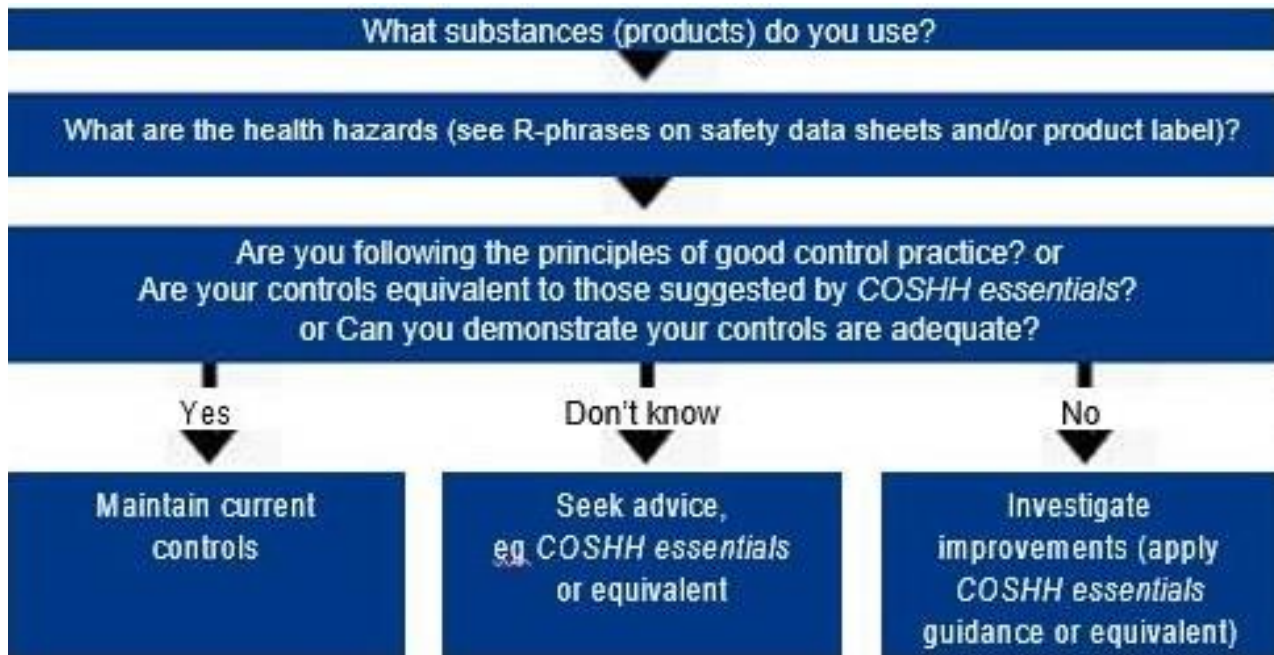 What substances (products) do you use?
What are the health hazards (see R-phrases on safety data sheets and/or product label)?
Are you following the principles of good control practice? or
Are your controls equivalent to those suggested by COSHH essentials?
or Can you demonstrate your controls are adequate?
Yes
Don't know
No
Maintain current
controls
Seek advice,
eg COSHH essentials
or equivalent
Investigate
improvements (apply
COSHH essentials
guidance or equivalent)